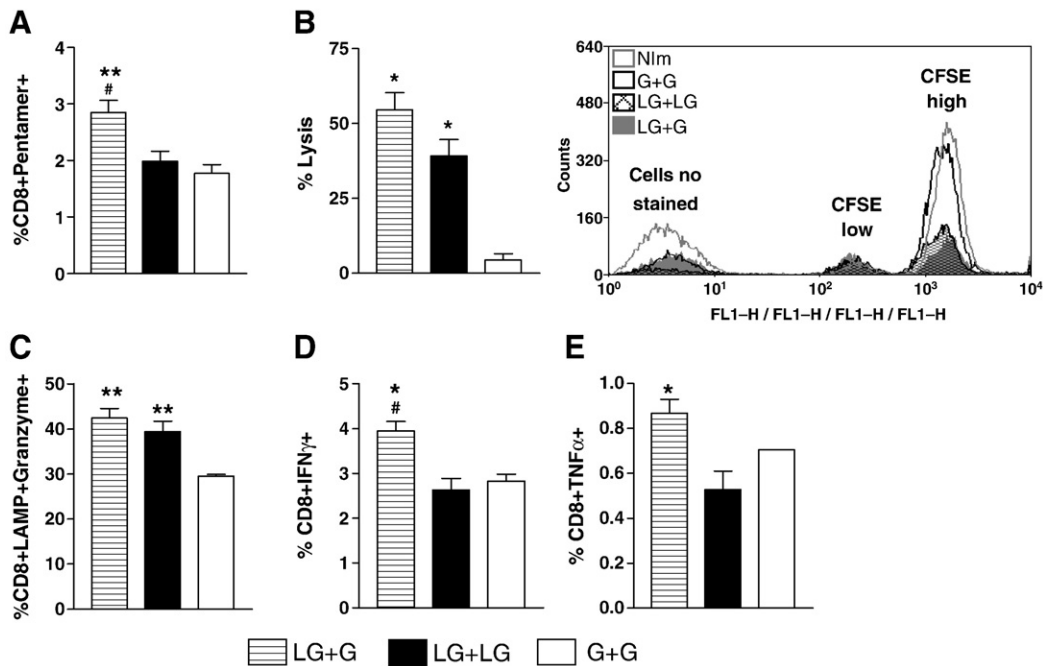 A
%CD8+Pentamer+
4
3
2
1
0
**
#
B
% Lysis
75
50
25
0
*
*
Counts
640
480
320
160
0
Nlm
G+G
LG+LG
LG+G
CFSE
high
Cells no
stained
CFSE
low
10⁰
10¹
10²
10³
10⁴
FL1–H / FL1–H / FL1–H / FL1–H
C
%CD8+LAMP+Granzyme+
50
40
30
20
10
0
**
**
D
% CD8+IFNγ+
5
4
3
2
1
0
*
#
E
% CD8+TNFα+
1.0
0.8
0.6
0.4
0.2
0.0
*
LG+G
LG+LG
G+G